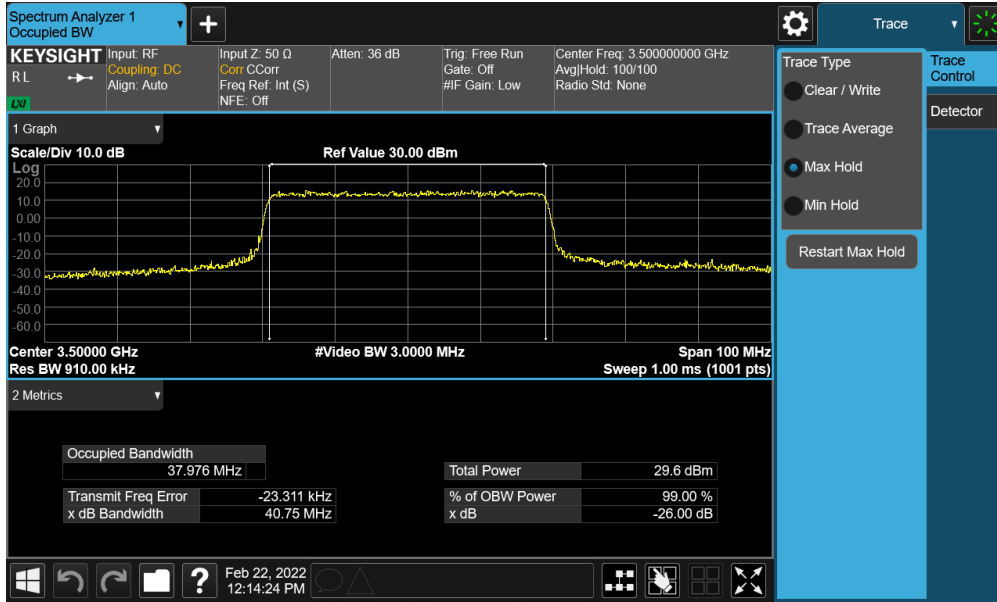 Spectrum Analyzer 1
Occupied BW
Trace
KEYSIGHT
R L
LXI
Input: RF
Coupling: DC
Align: Auto
Input Z: 50 Ω
Corr CCorr
Freq Ref: Int (S)
NFE: Off
Atten: 36 dB
Trig: Free Run
Gate: Off
#IF Gain: Low
Center Freq: 3.500000000 GHz
Avg|Hold: 100/100
Radio Std: None
1 Graph
Scale/Div 10.0 dB
Ref Value 30.00 dBm
Log
20.0
10.0
0.00
-10.0
-20.0
-30.0
-40.0
-50.0
-60.0
Center 3.50000 GHz
#Video BW 3.0000 MHz
Span 100 MHz
Res BW 910.00 kHz
Sweep 1.00 ms (1001 pts)
2 Metrics
Occupied Bandwidth
37.976 MHz
Total Power 29.6 dBm
Transmit Freq Error -23.311 kHz
% of OBW Power 99.00 %
x dB Bandwidth 40.75 MHz
x dB -26.00 dB
Trace Type
Clear / Write
Trace Average
Max Hold
Min Hold
Restart Max Hold
Trace
Control
Detector
?
Feb 22, 2022
12:14:24 PM